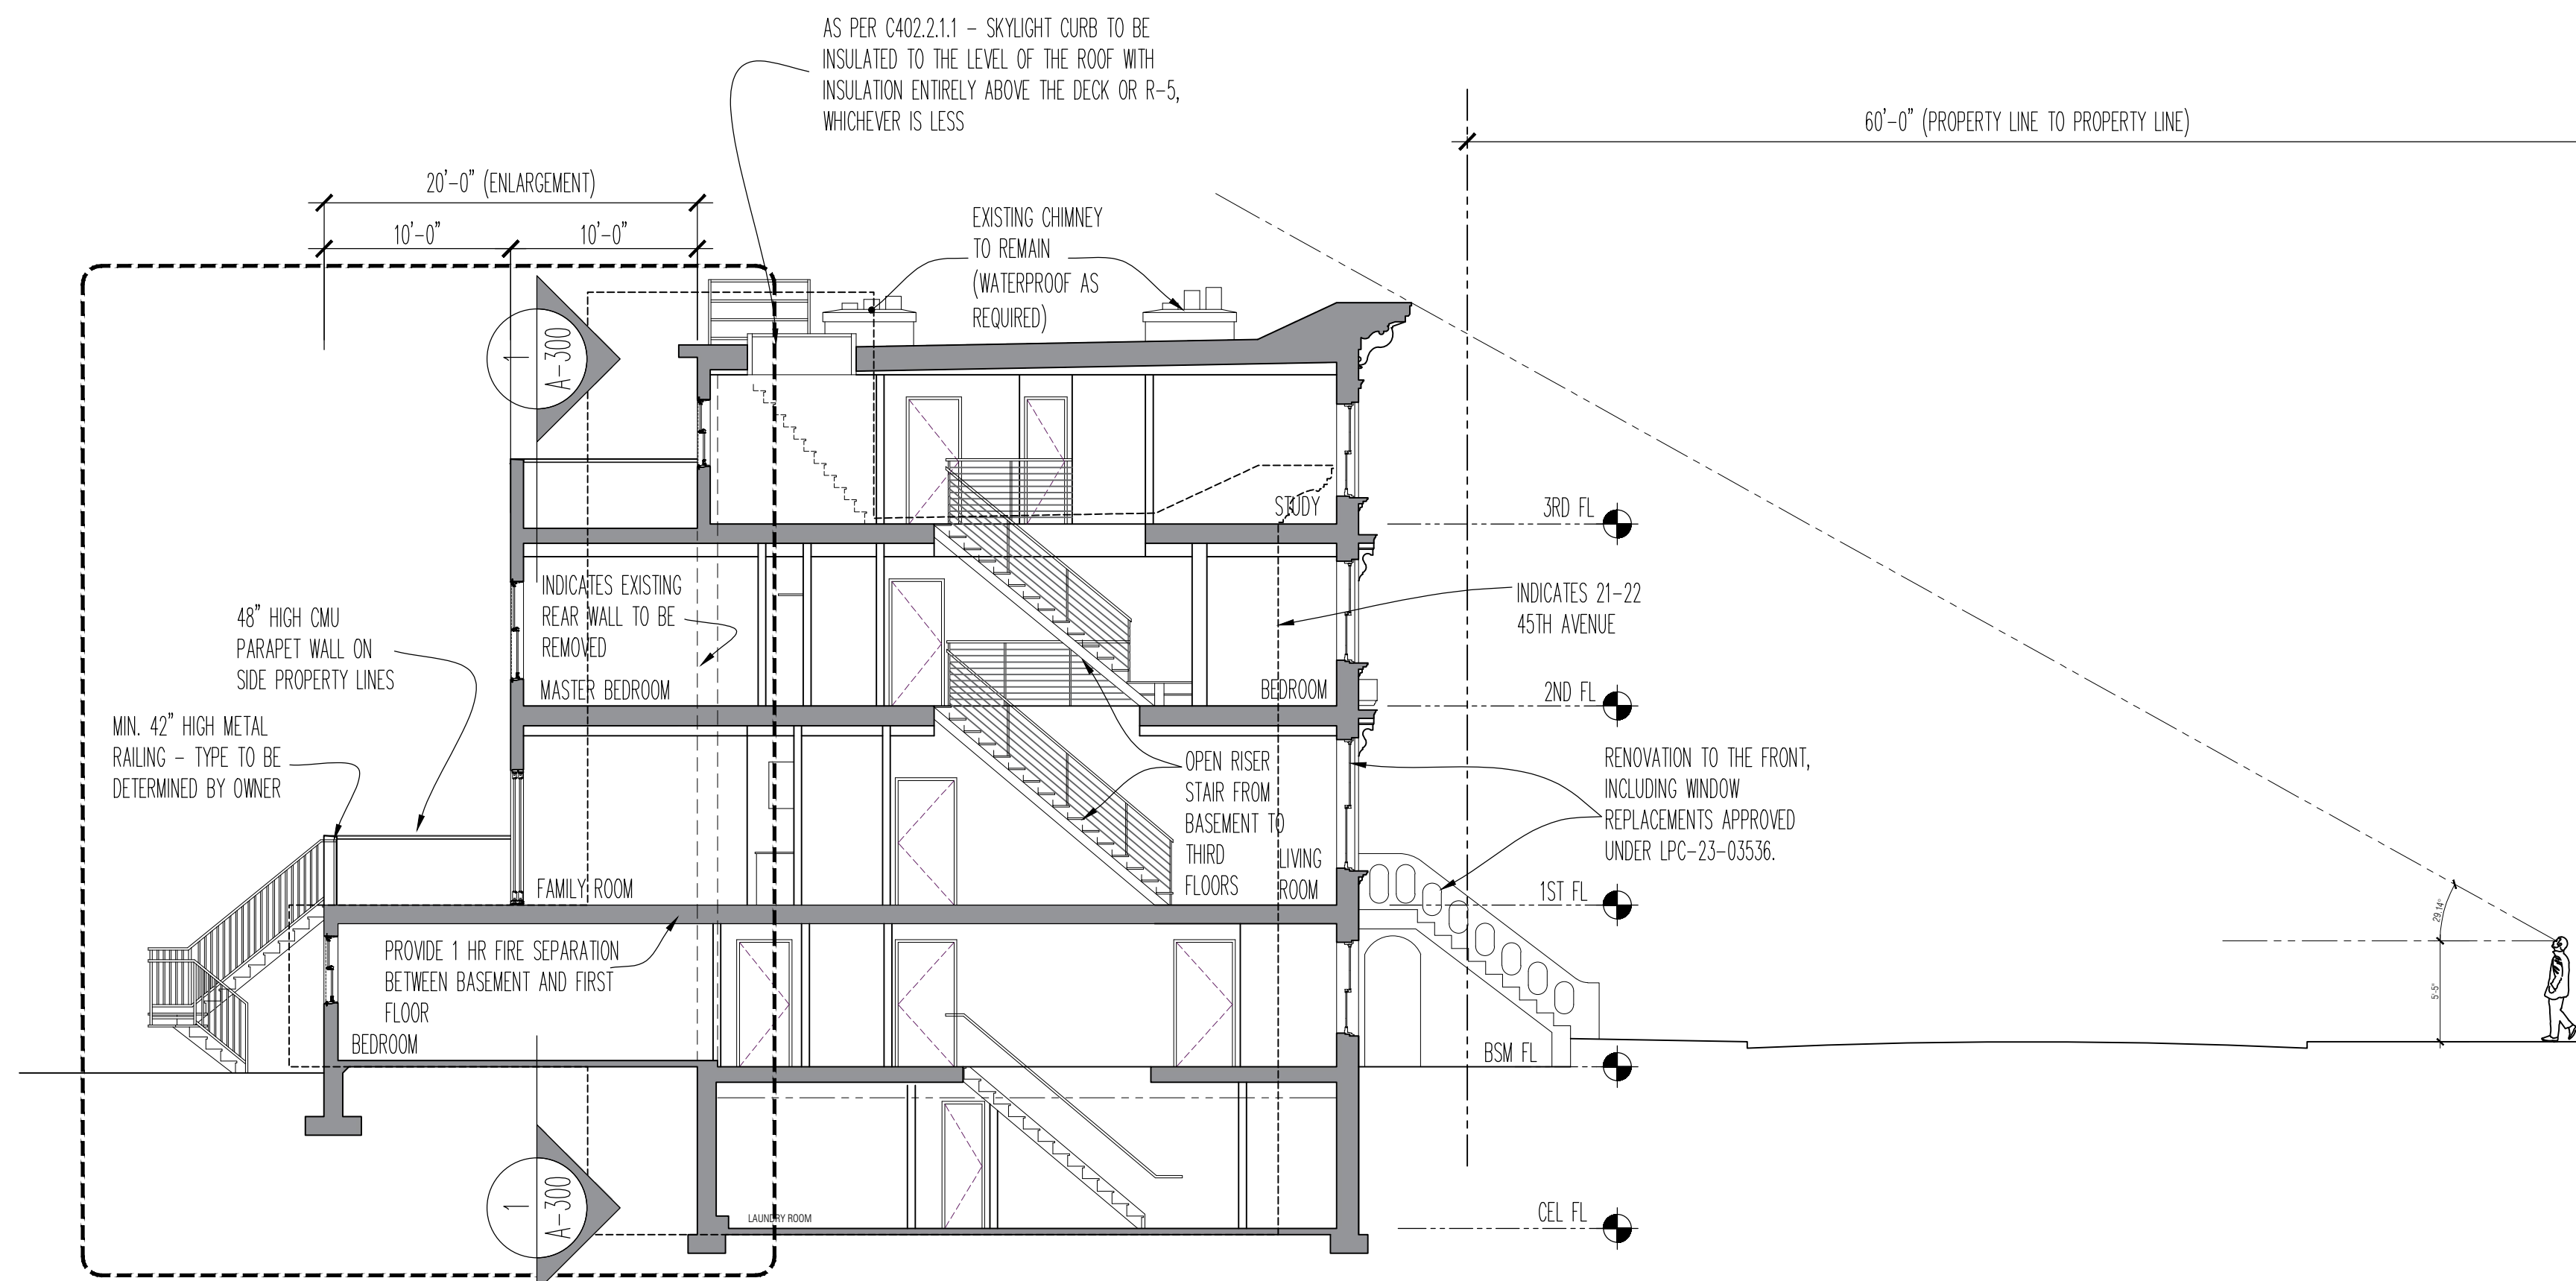 AS PER C402.2.1.1 – SKYLIGHT CURB TO BE
INSULATED TO THE LEVEL OF THE ROOF WITH
INSULATION ENTIRELY ABOVE THE DECK OR R-5,
WHICHEVER IS LESS
60'-0" (PROPERTY LINE TO PROPERTY LINE)
20'-0" (ENLARGEMENT)
10'-0"
10'-0"
EXISTING CHIMNEY
TO REMAIN
(WATERPROOF AS
REQUIRED)
1
A-300
STUDY
3RD FL
INDICATES EXISTING
REAR WALL TO BE
REMOVED
INDICATES 21-22
45TH AVENUE
48" HIGH CMU
PARAPET WALL ON
SIDE PROPERTY LINES
MASTER BEDROOM
BEDROOM
2ND FL
MIN. 42" HIGH METAL
RAILING – TYPE TO BE
DETERMINED BY OWNER
OPEN RISER
STAIR FROM
BASEMENT TO
THIRD
FLOORS
RENOVATION TO THE FRONT,
INCLUDING WINDOW
REPLACEMENTS APPROVED
UNDER LPC-23-03536.
FAMILY ROOM
LIVING
ROOM
1ST FL
29.14°
PROVIDE 1 HR FIRE SEPARATION
BETWEEN BASEMENT AND FIRST
FLOOR
5'-5"
BEDROOM
BSM FL
1
A-300
LAUNDRY ROOM
CEL FL